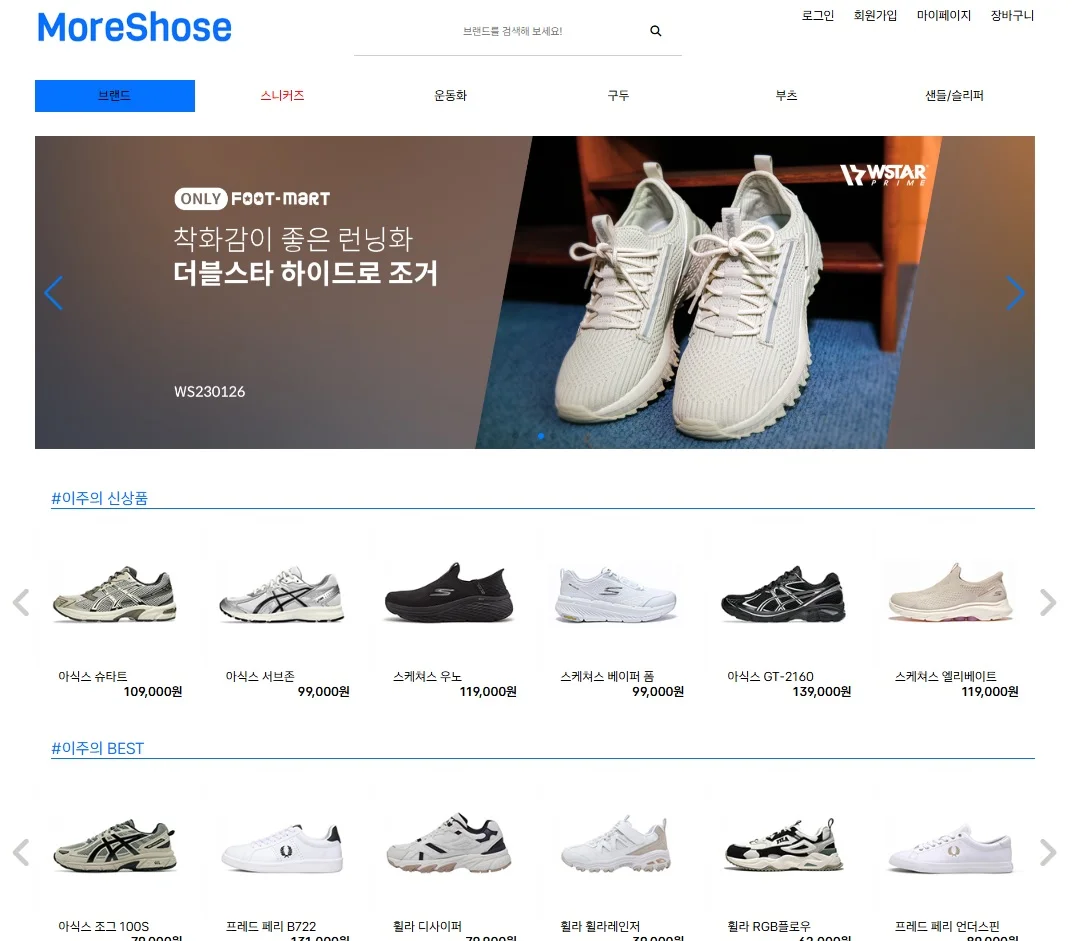 MoreShose
브랜드를 검색해 보세요!
로그인 회원가입 마이페이지 장바구니
브랜드 스니커즈 운동화 구두 부츠 샌들/슬리퍼
ONLY FOOT-MART
WSTAR
PRIME
착화감이 좋은 런닝화
더블스타 하이드로 조거
WS230126
#이주의 신상품
아식스 슈타트 아식스 서브존 스케쳐스 우노 스케쳐스 베이퍼 폼 아식스 GT-2160 스케쳐스 엘리베이트
109,000원 99,000원 119,000원 99,000원 139,000원 119,000원
#이주의 BEST
아식스 조그 100S 프레드 페리 B722 휠라 디사이퍼 휠라 휠라레인저 휠라 RGB플로우 프레드 페리 언더스핀